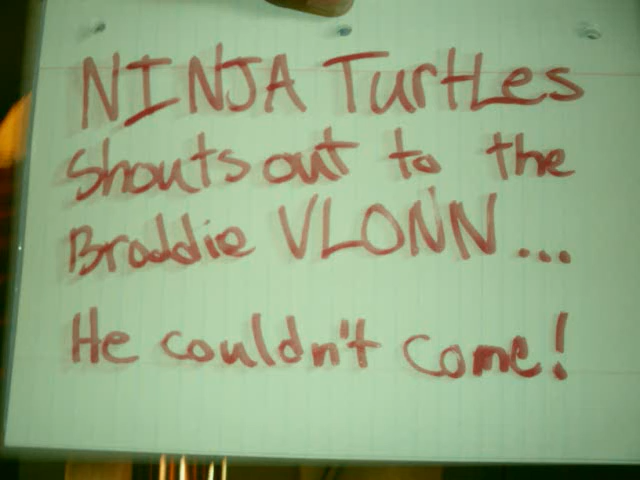 NINJA TurtLes
Shouts out to the
Broddie VLONN...
He couldn't come!